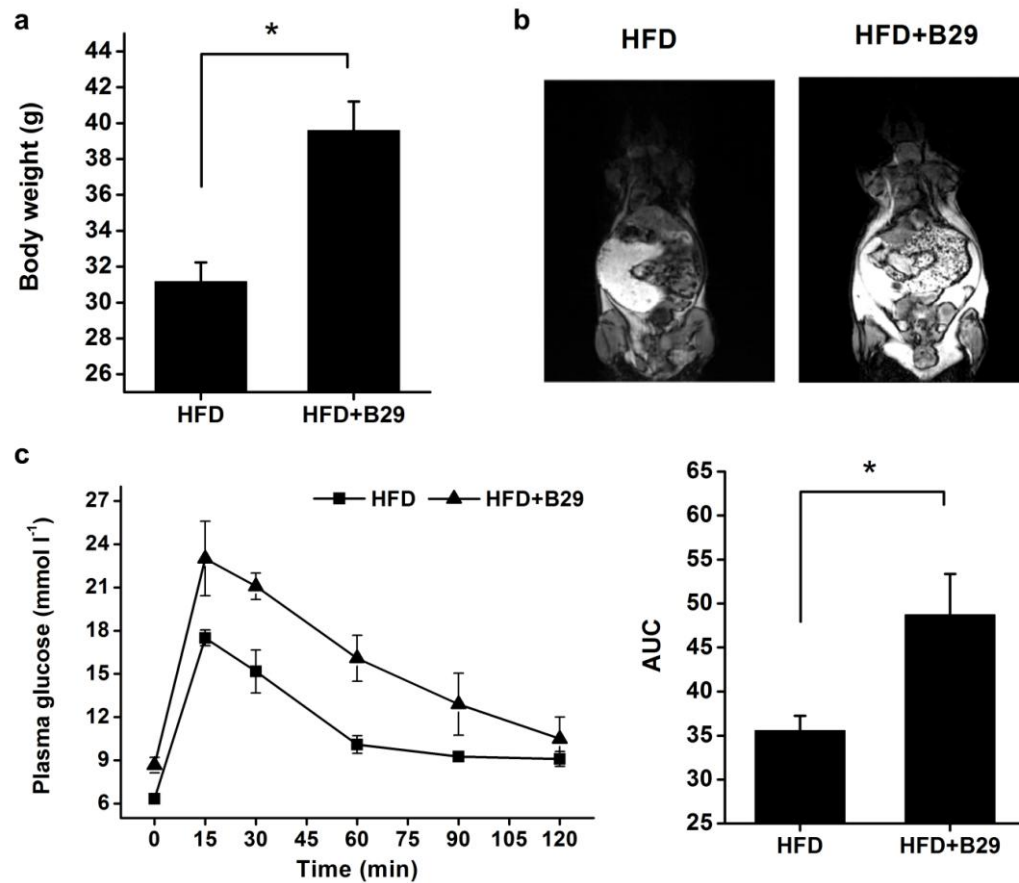 a
*
44
42
40
38
36
34
32
30
28
26
Body weight (g)
HFD
HFD+B29
b
HFD
HFD+B29
c
HFD
HFD+B29
27
24
21
18
15
12
9
6
Plasma glucose (mmol l⁻¹)
0 15 30 45 60 75 90 105 120
Time (min)
*
65
60
55
50
45
40
35
30
25
AUC
HFD
HFD+B29